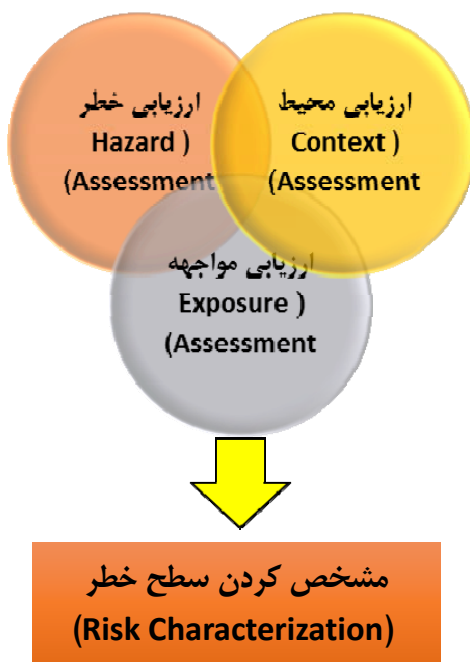 ارزیابی خطر
Hazard )
(Assessment
ارزیابی محیط
Context )
(Assessment
ارزیابی مواجهه
Exposure )
(Assessment
مشخص کردن سطح خطر
(Risk Characterization)